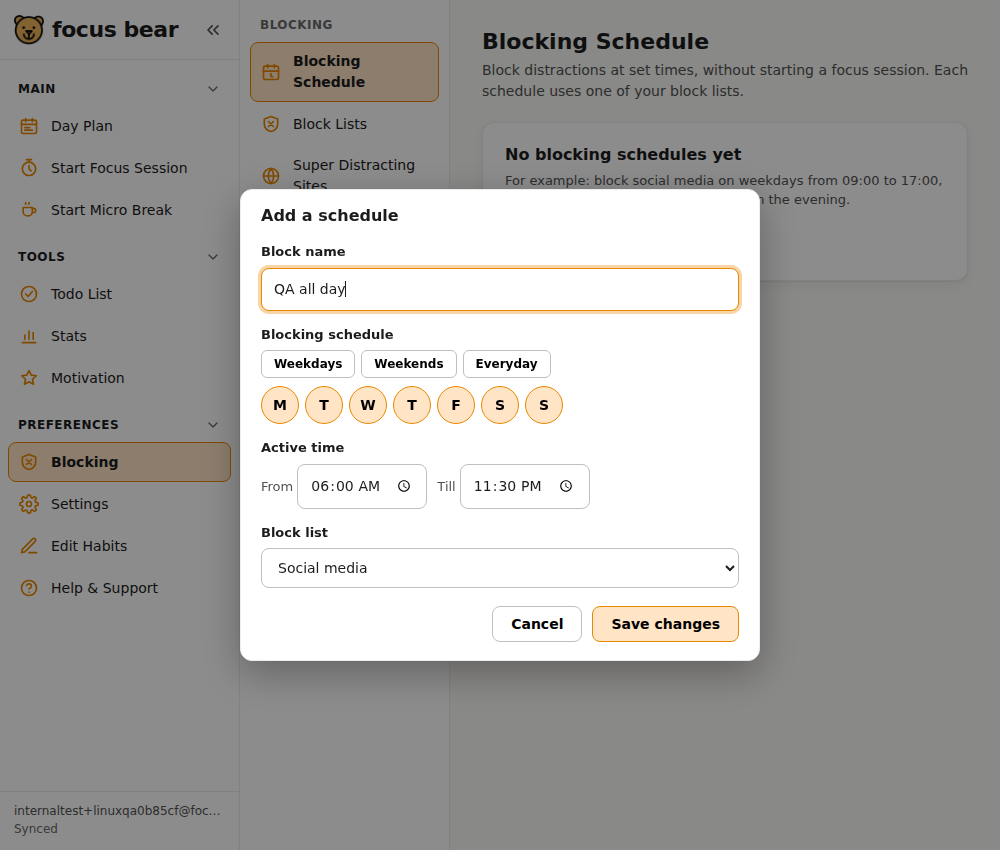 focus bear
MAIN
Day Plan
Start Focus Session
Start Micro Break
TOOLS
Todo List
Stats
Motivation
PREFERENCES
Blocking
Settings
Edit Habits
Help & Support
internaltest+linuxqa0b85cf@foc...
Synced
BLOCKING
Blocking
Schedule
Block Lists
Super Distracting
Sites
Blocking Schedule
Block distractions at set times, without starting a focus session. Each
schedule uses one of your block lists.
No blocking schedules yet
For example: block social media on weekdays from 09:00 to 17:00,
the evening.
Add a schedule
Block name
QA all day
Blocking schedule
Weekdays Weekends Everyday
M T W T F S S
Active time
From 06:00 AM Till 11:30 PM
Block list
Social media
Cancel Save changes